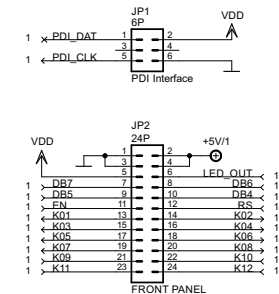 JP1
6P
VDD
1 PDI_DAT 1 2
3 4
1 PDI_CLK 5 6
PDI Interface
JP2
24P
VDD
+5V/1
1 2
3 4
5 6 LED_OUT 1
1 DB7 7 8 DB6 1
1 DB5 9 10 DB4 1
1 EN 11 12 RS 1
1 K01 13 14 K02 1
1 K03 15 16 K04 1
1 K05 17 18 K06 1
1 K07 19 20 K08 1
1 K09 21 22 K10 1
1 K11 23 24 K12 1
FRONT PANEL